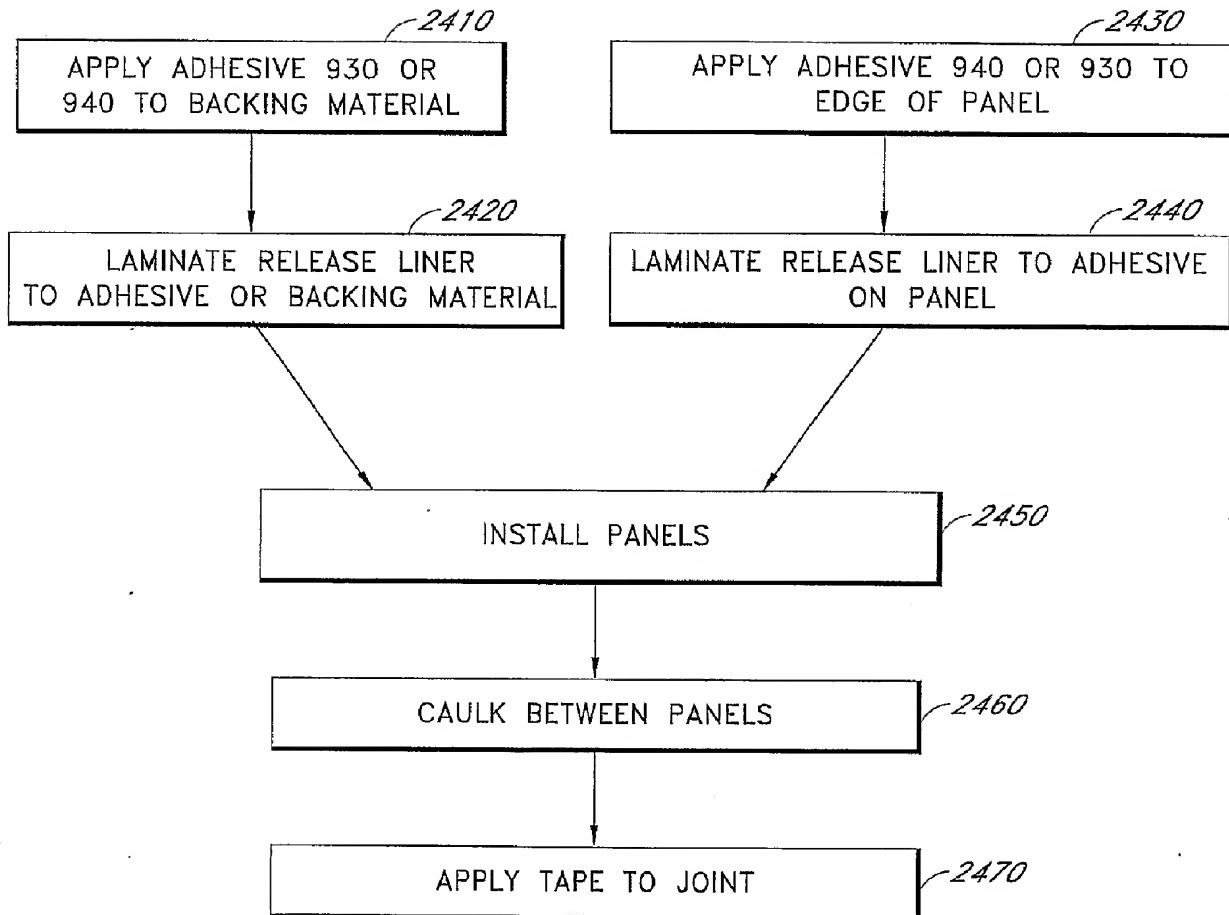 2410
APPLY ADHESIVE 930 OR
940 TO BACKING MATERIAL
2430
APPLY ADHESIVE 940 OR 930 TO
EDGE OF PANEL
2420
LAMINATE RELEASE LINER
TO ADHESIVE OR BACKING MATERIAL
2440
LAMINATE RELEASE LINER TO ADHESIVE
ON PANEL
INSTALL PANELS
2450
CAULK BETWEEN PANELS
2460
APPLY TAPE TO JOINT
2470